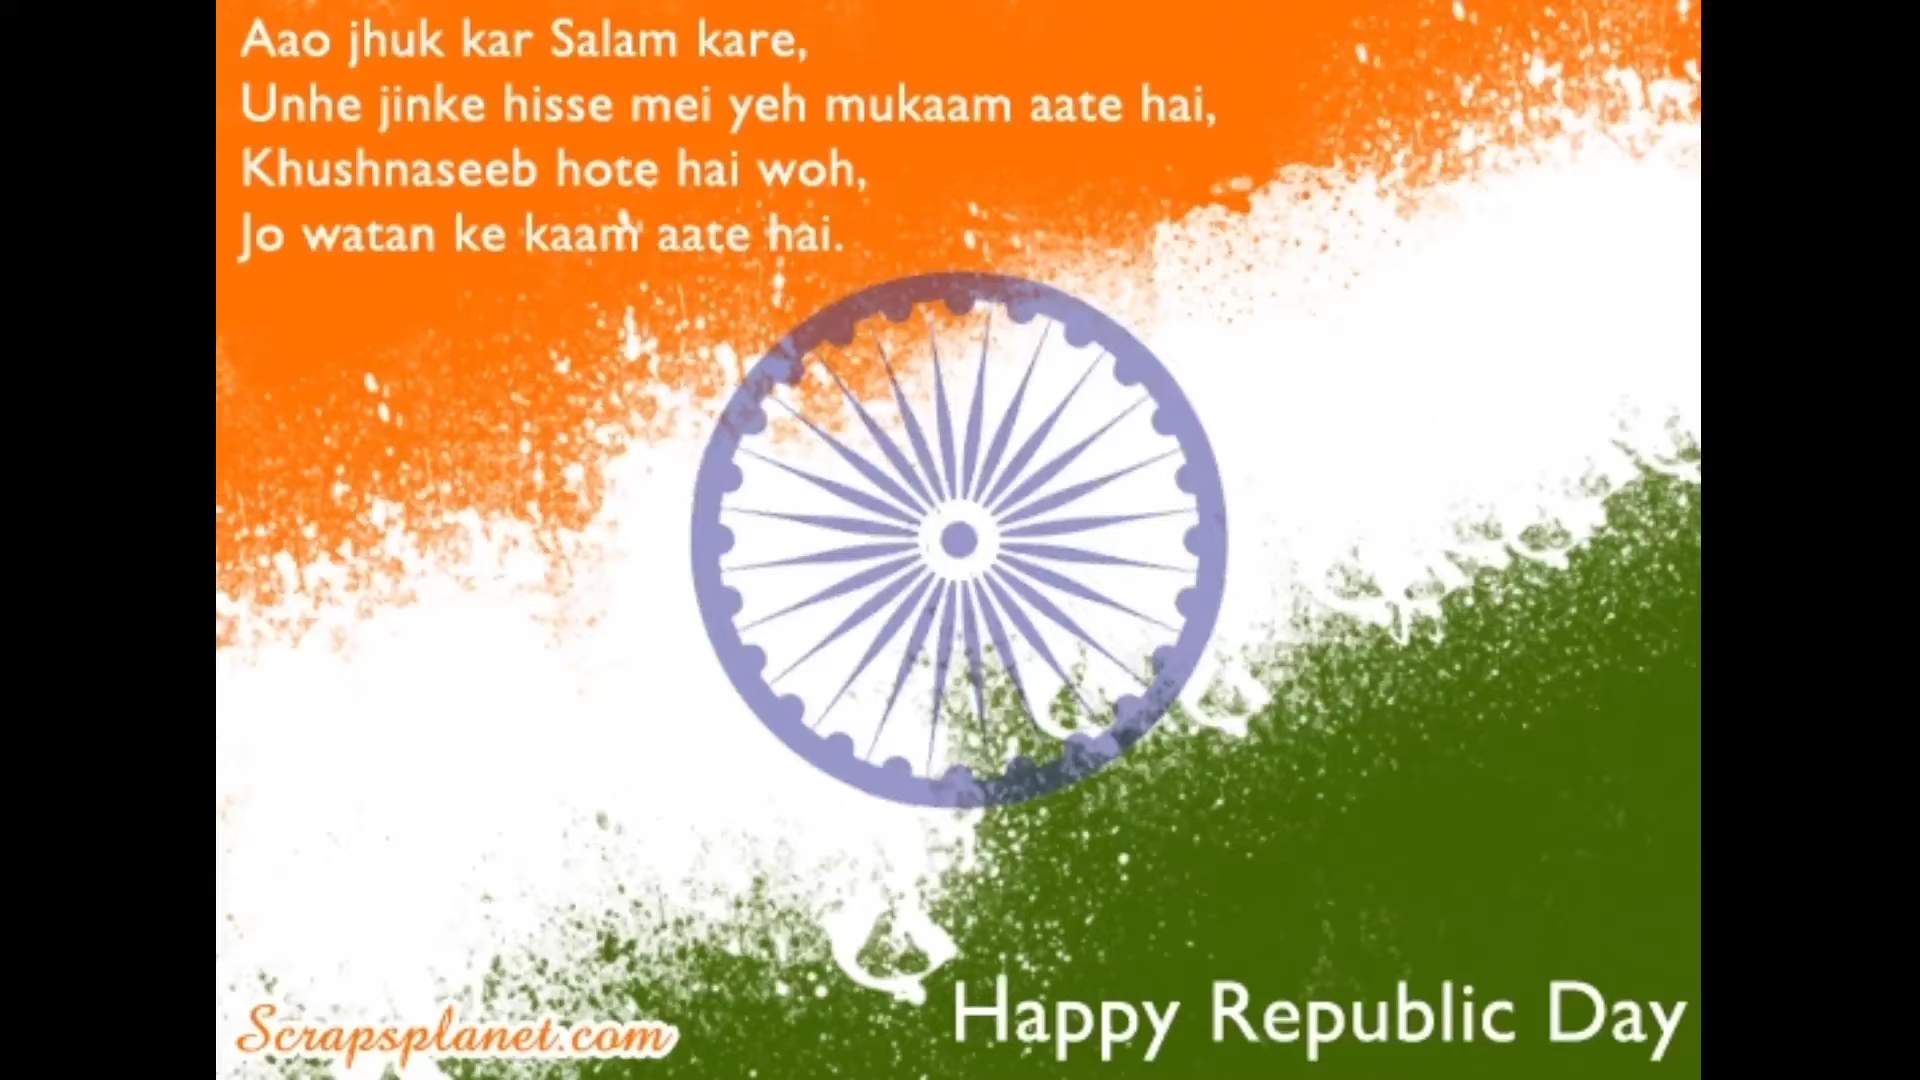 Aao jhuk kar Salam kare,
Unhe jinke hisse mei yeh mukaam aate hai,
Khushnaseeb hote hai woh,
Jo watan ke kaam aate hai.
Happy Republic Day
Scrapsplanet.com